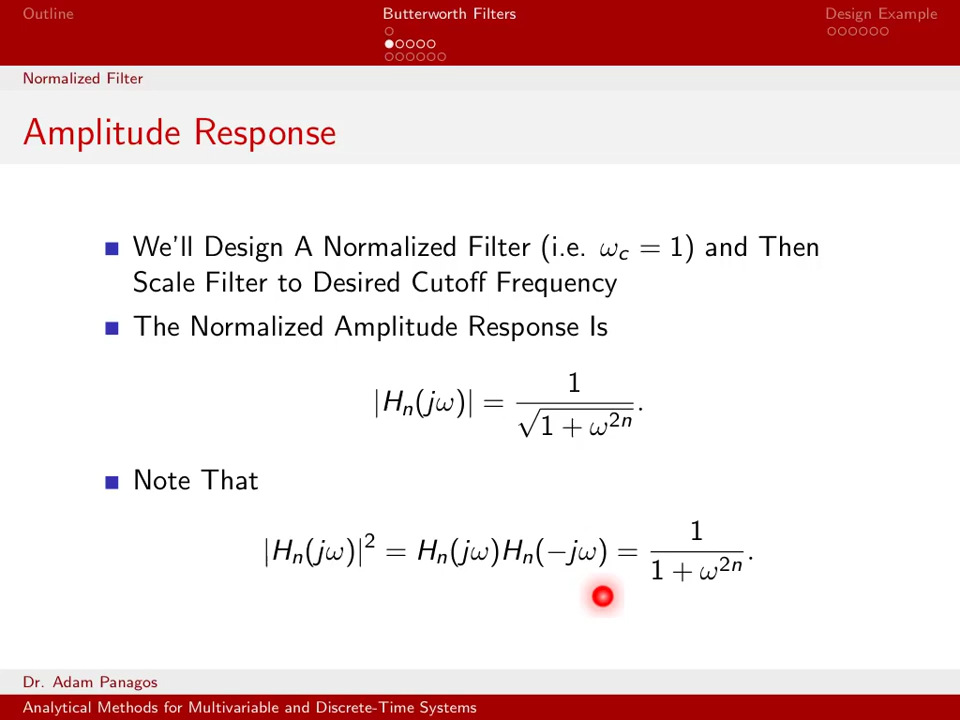 Outline
Butterworth Filters
Design Example
Normalized Filter
Amplitude Response
We'll Design A Normalized Filter (i.e. ω_c = 1) and Then
Scale Filter to Desired Cutoff Frequency
The Normalized Amplitude Response Is
|H_n(jω)| = 1 / √(1 + ω^{2n}).
Note That
|H_n(jω)|^2 = H_n(jω)H_n(−jω) = 1 / (1 + ω^{2n}).
Dr. Adam Panagos
Analytical Methods for Multivariable and Discrete-Time Systems